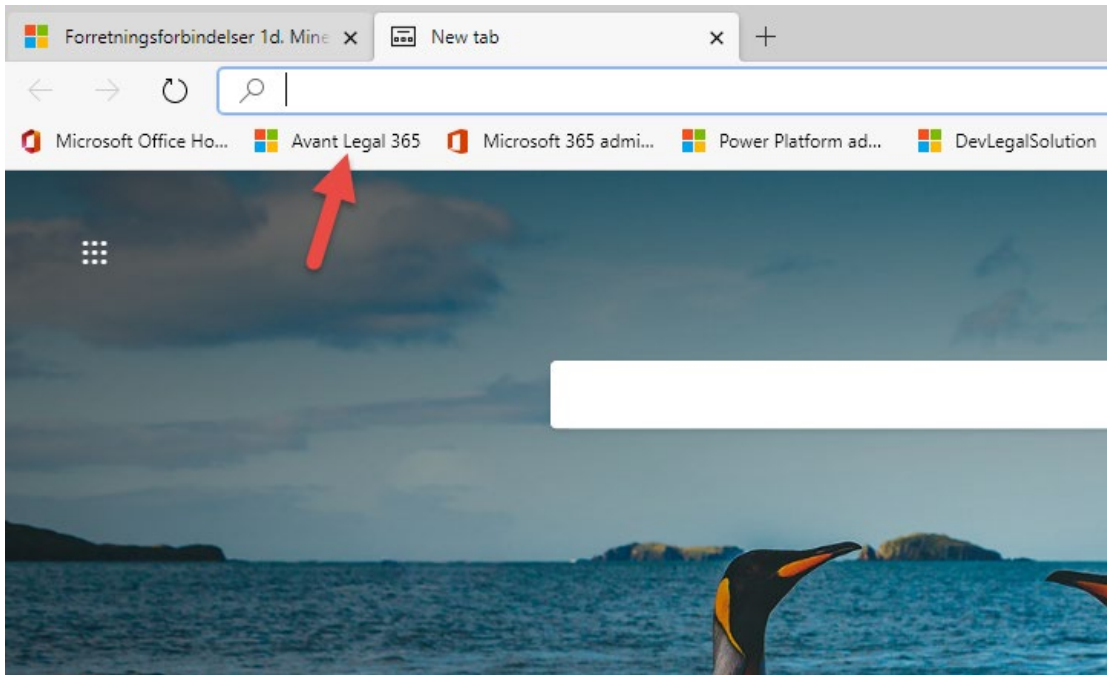 Forretningsforbindelser 1d. Mine
New tab
Microsoft Office Ho...
Avant Legal 365
Microsoft 365 admi...
Power Platform ad...
DevLegalSolution